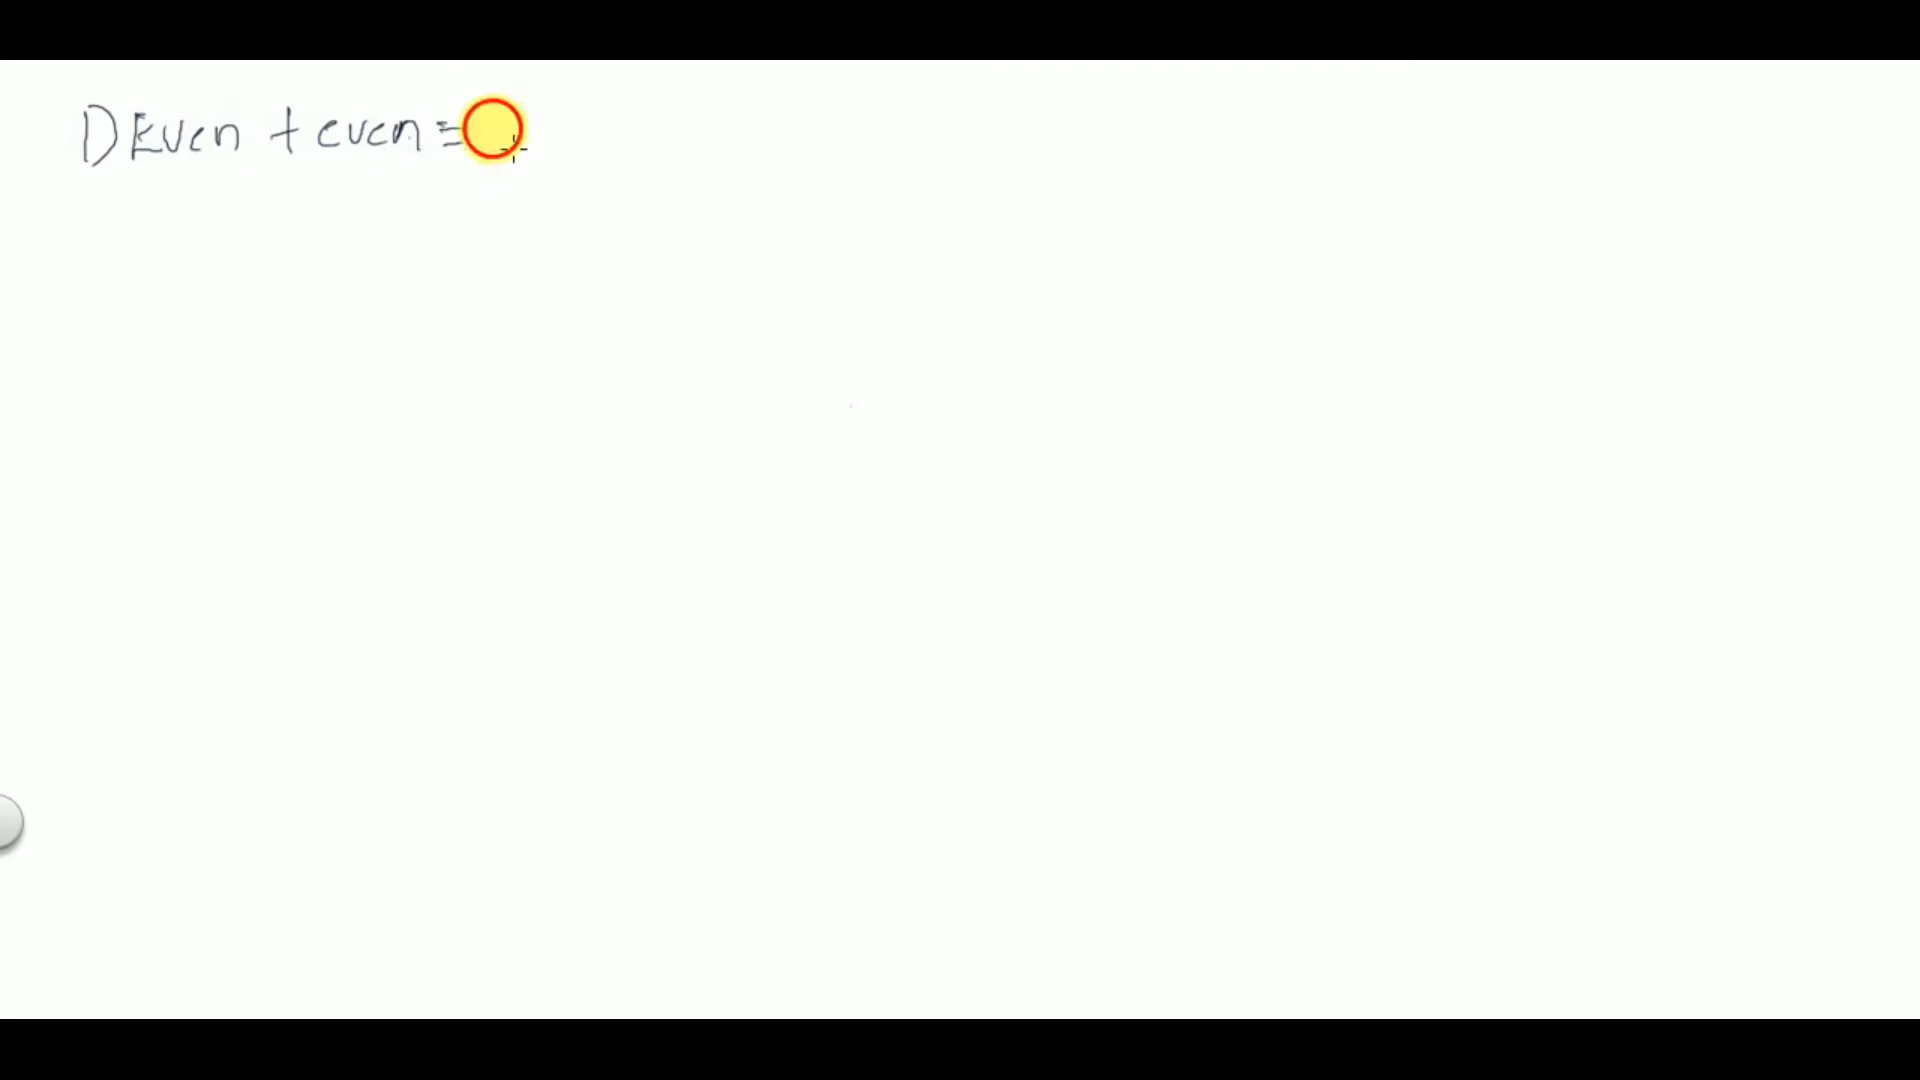 1) Even + even =